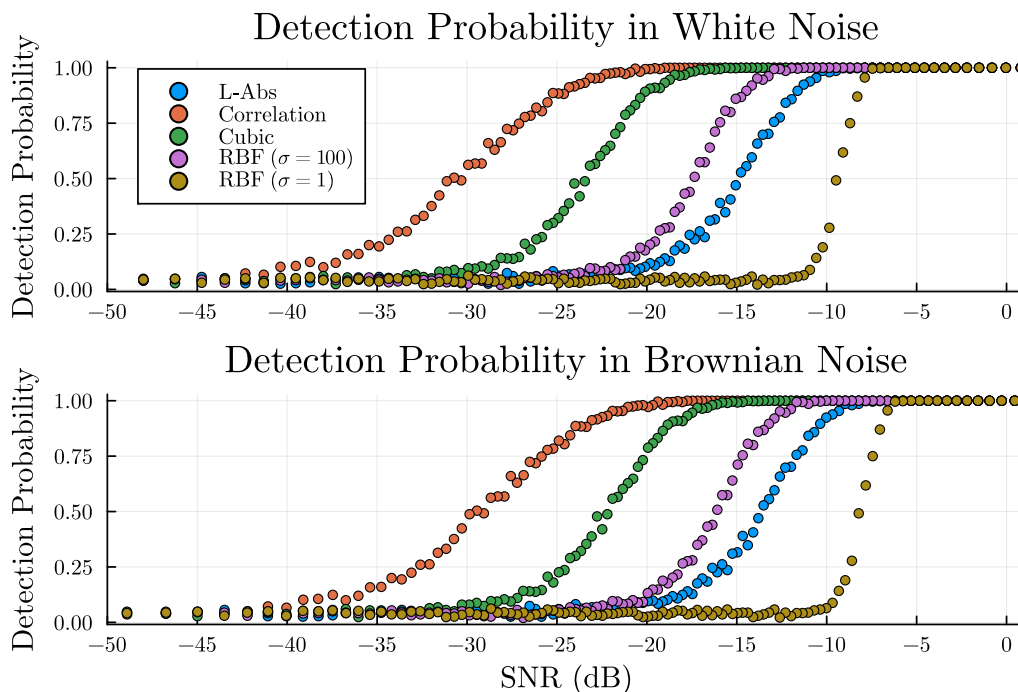 Detection Probability in White Noise
Detection Probability
1.00
0.75
0.50
0.25
0.00
L-Abs
Correlation
Cubic
RBF (σ = 100)
RBF (σ = 1)
−50 −45 −40 −35 −30 −25 −20 −15 −10 −5 0
Detection Probability in Brownian Noise
Detection Probability
1.00
0.75
0.50
0.25
0.00
−50 −45 −40 −35 −30 −25 −20 −15 −10 −5 0
SNR (dB)